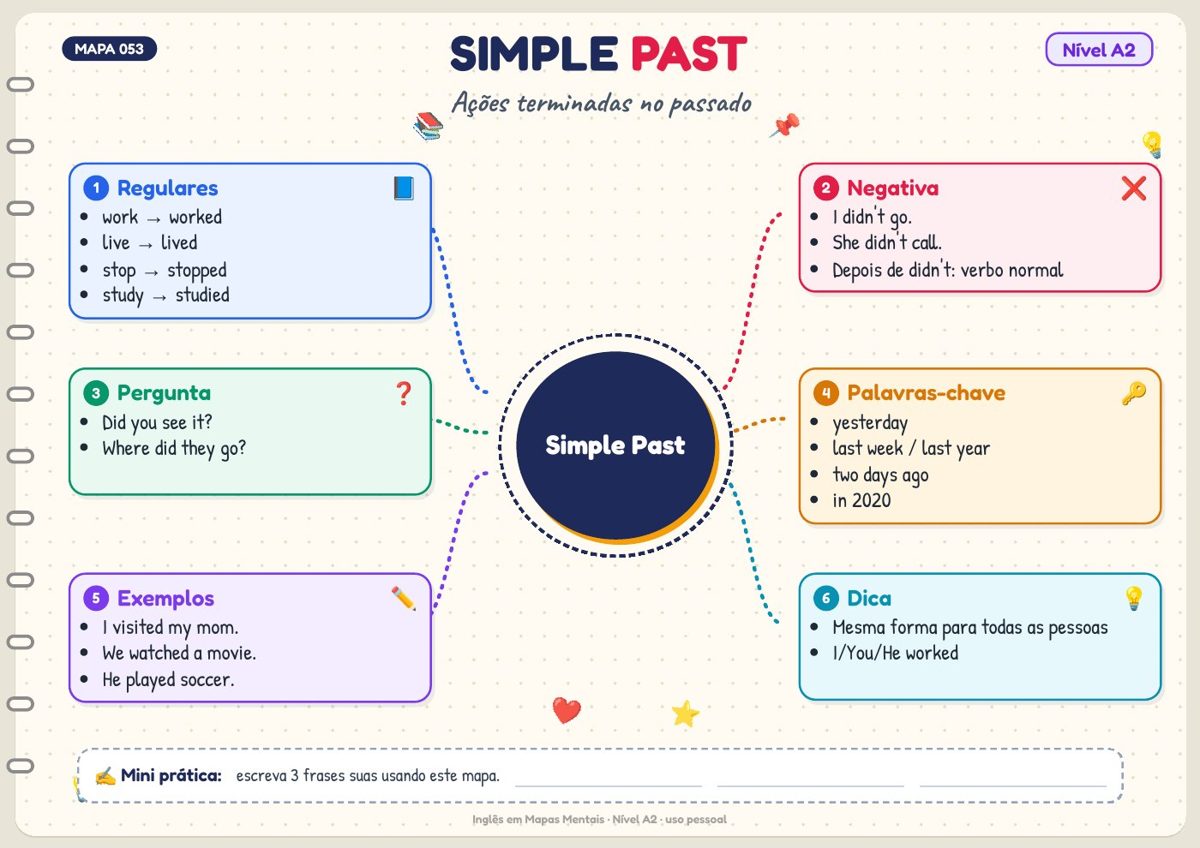 MAPA 053
SIMPLE PAST
Nível A2
Ações terminadas no passado
1 Regulares
• work → worked
• live → lived
• stop → stopped
• study → studied
2 Negativa
• I didn't go.
• She didn't call.
• Depois de didn't: verbo normal
3 Pergunta
• Did you see it?
• Where did they go?
Simple Past
4 Palavras-chave
• yesterday
• last week / last year
• two days ago
• in 2020
5 Exemplos
• I visited my mom.
• We watched a movie.
• He played soccer.
6 Dica
• Mesma forma para todas as pessoas
• I/You/He worked
Mini prática: escreva 3 frases suas usando este mapa.
Inglês em Mapas Mentais · Nível A2 · uso pessoal